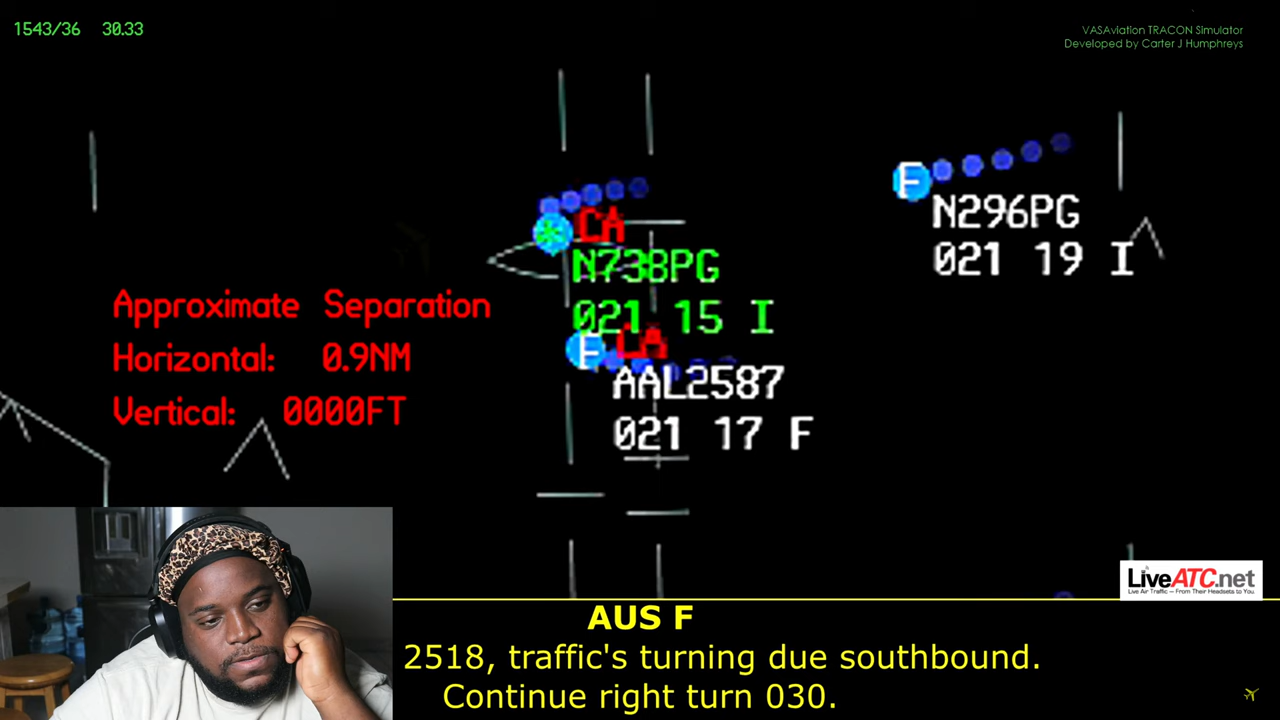 1543/36 30.33
VASAviation TRACON Simulator
Developed by Carter J Humphreys
F
N296PG
021 19 I
* CA
N738PG
021 15 I
Approximate Separation
Horizontal: 0.9NM
Vertical: 0000FT
F CA
AAL2587
021 17 F
LiveATC.net
Live Air Traffic - From Their Headsets to You.
AUS F
2518, traffic's turning due southbound.
Continue right turn 030.